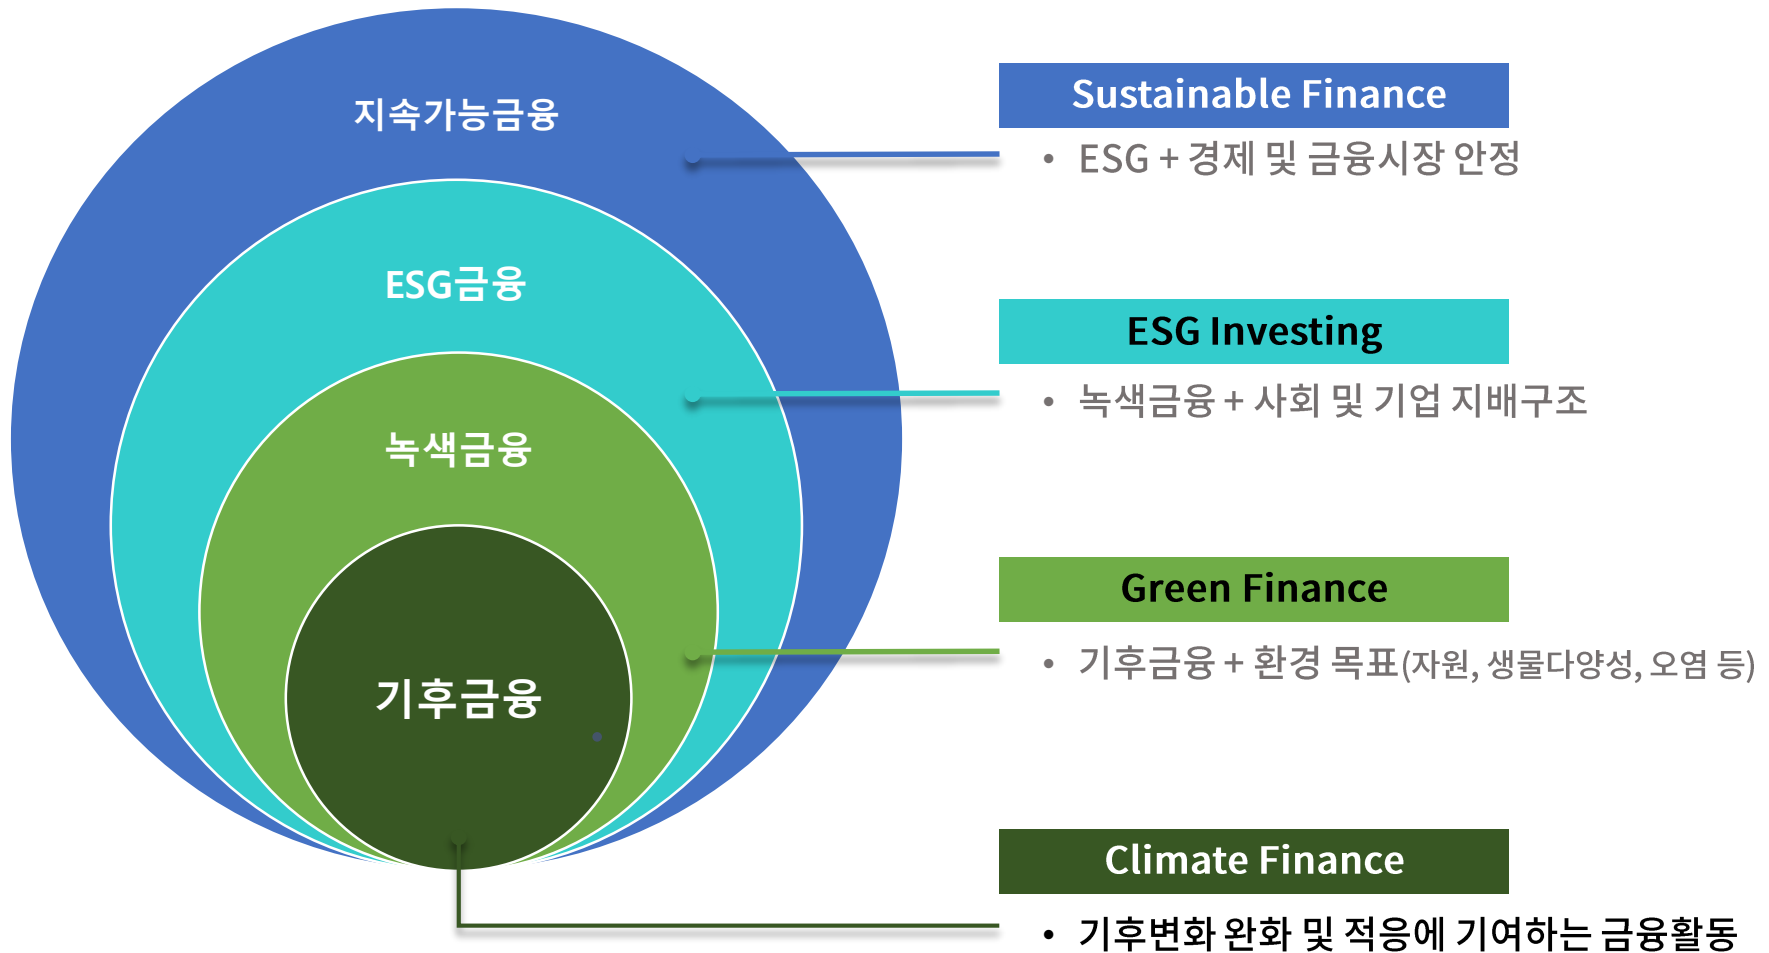 지속가능금융
ESG금융
녹색금융
기후금융
Sustainable Finance
• ESG + 경제 및 금융시장 안정
ESG Investing
• 녹색금융 + 사회 및 기업 지배구조
Green Finance
• 기후금융 + 환경 목표(자원, 생물다양성, 오염 등)
Climate Finance
• 기후변화 완화 및 적응에 기여하는 금융활동